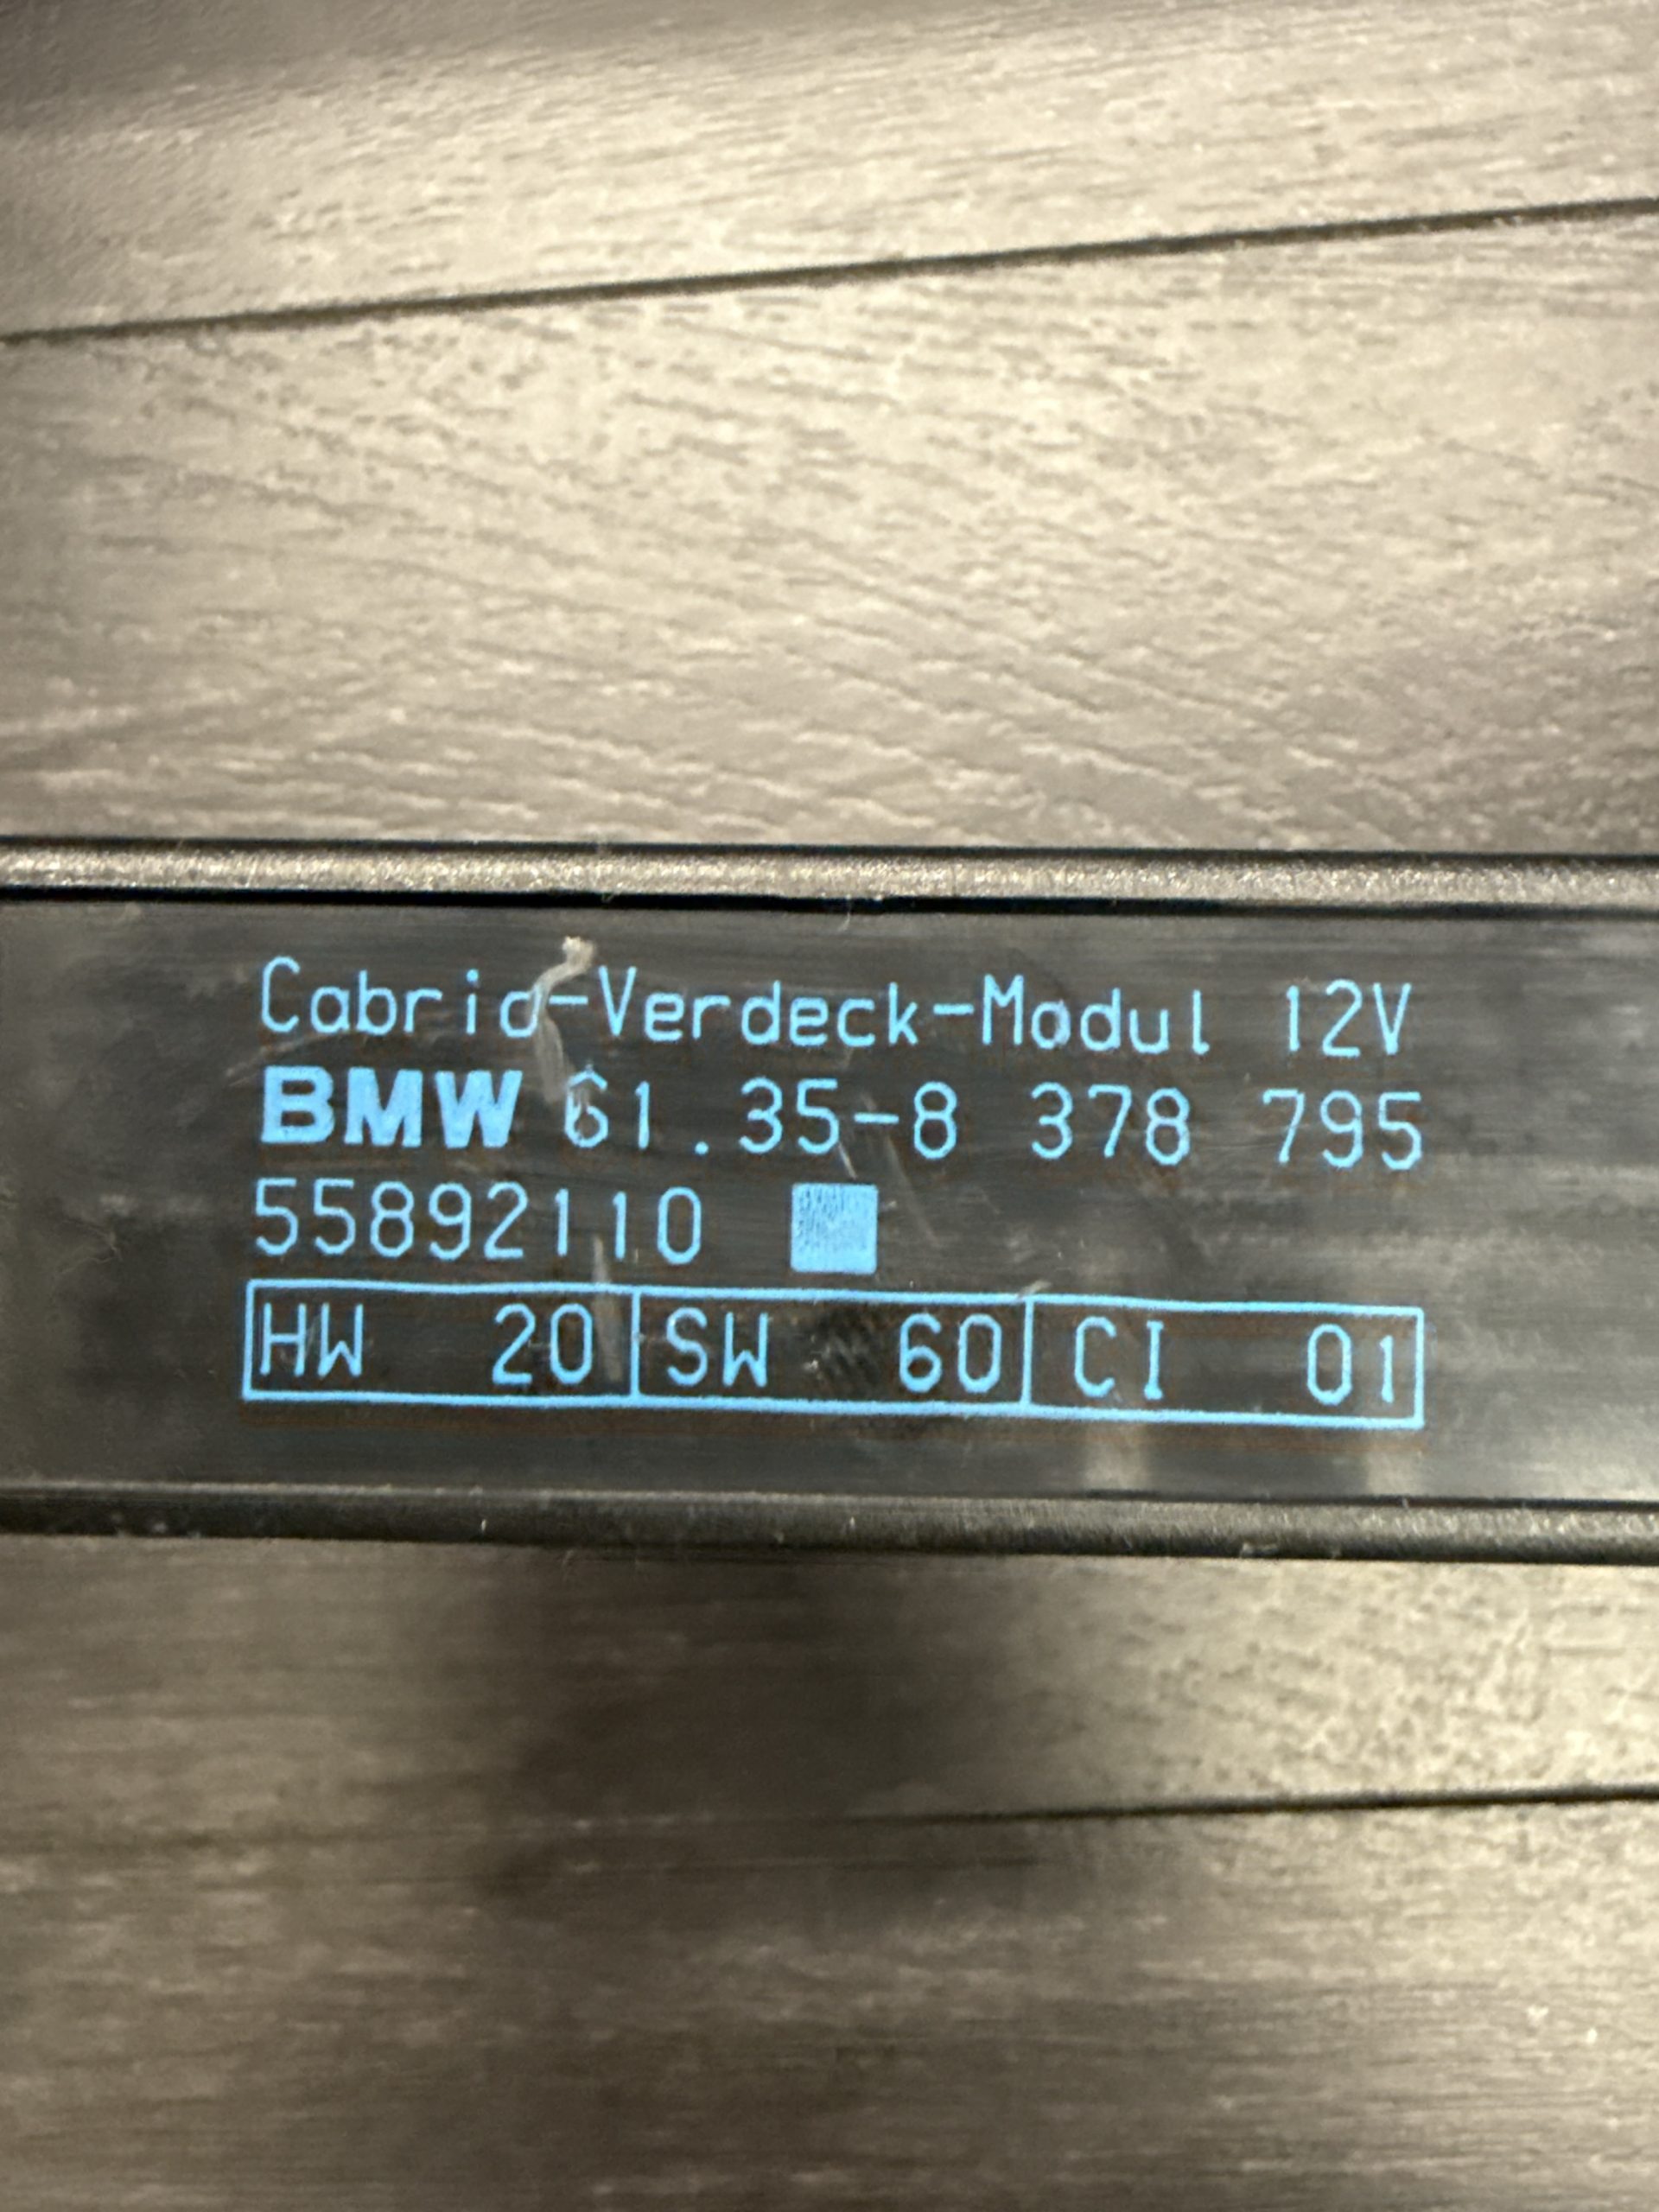 Cabrio-Verdeck-Modul 12V
BMW 61.35-8 378 795
55892110
HW 20 SW 60 CI 01